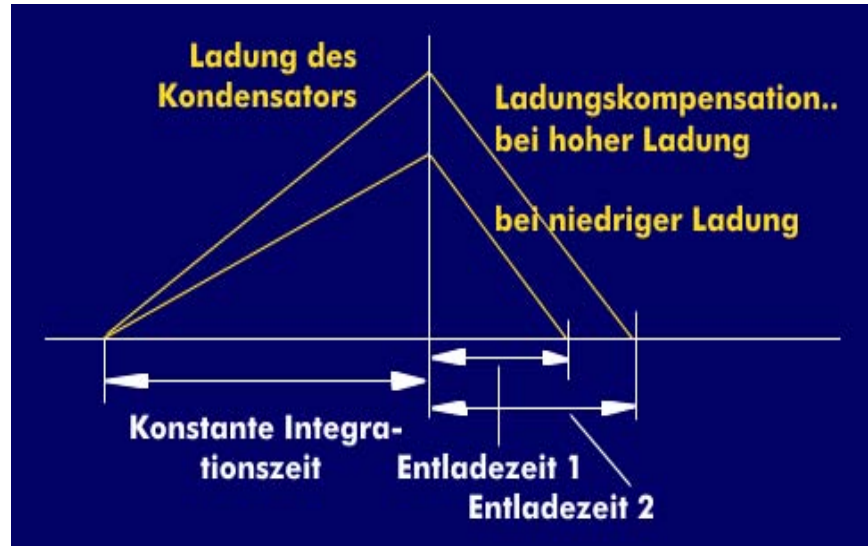 Ladung des
Kondensators
Ladungskompensation..
bei hoher Ladung
bei niedriger Ladung
Konstante Integra-
tionszeit
Entladezeit 1
Entladezeit 2